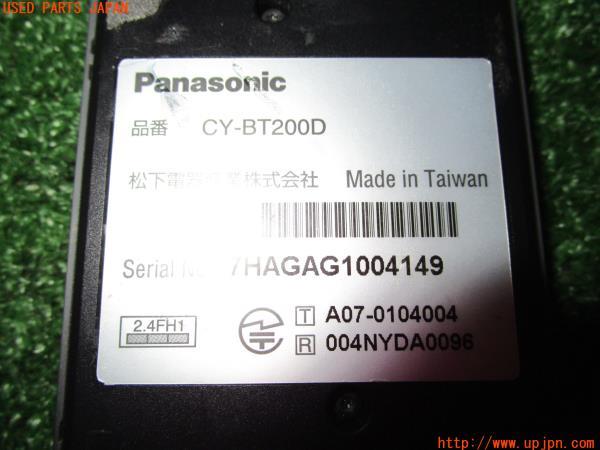 USED PARTS JAPAN
Panasonic
品番 CY-BT200D
松下電器産業株式会社 Made in Taiwan
Serial 7HAGAG1004149
2.4FH1
T A07-0104004
R 004NYDA0096
http://www.upjpn.com/